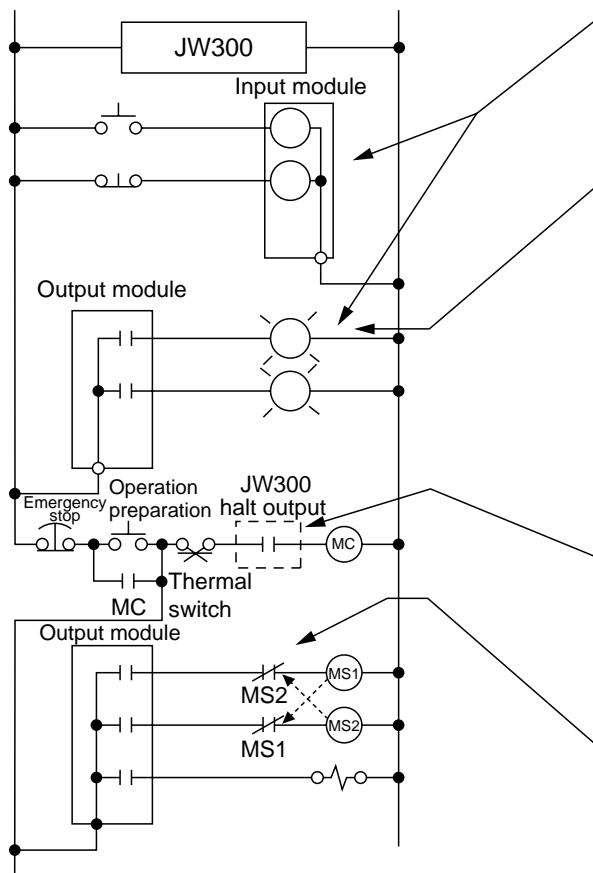 JW300
Input module
Output module
Emergency
stop
Operation
preparation
JW300
halt output
MC
MC
Thermal
switch
Output module
MS2
MS1
MS1
MS2